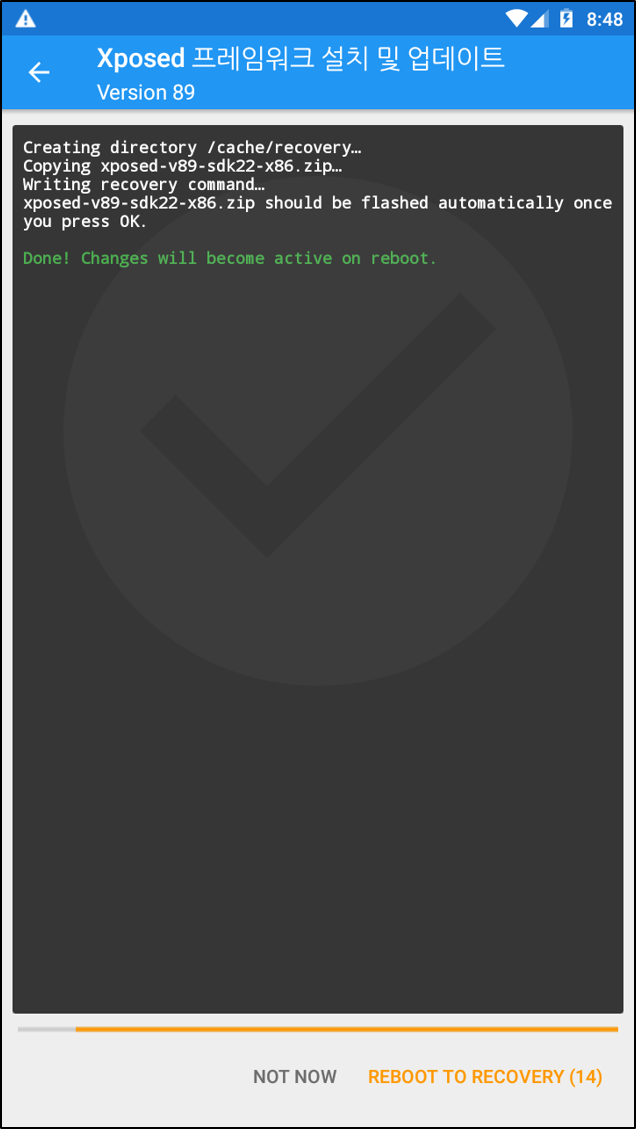 8:48
Xposed 프레임워크 설치 및 업데이트
Version 89
Creating directory /cache/recovery…
Copying xposed-v89-sdk22-x86.zip…
Writing recovery command…
xposed-v89-sdk22-x86.zip should be flashed automatically once
you press OK.
Done! Changes will become active on reboot.
NOT NOW
REBOOT TO RECOVERY (14)